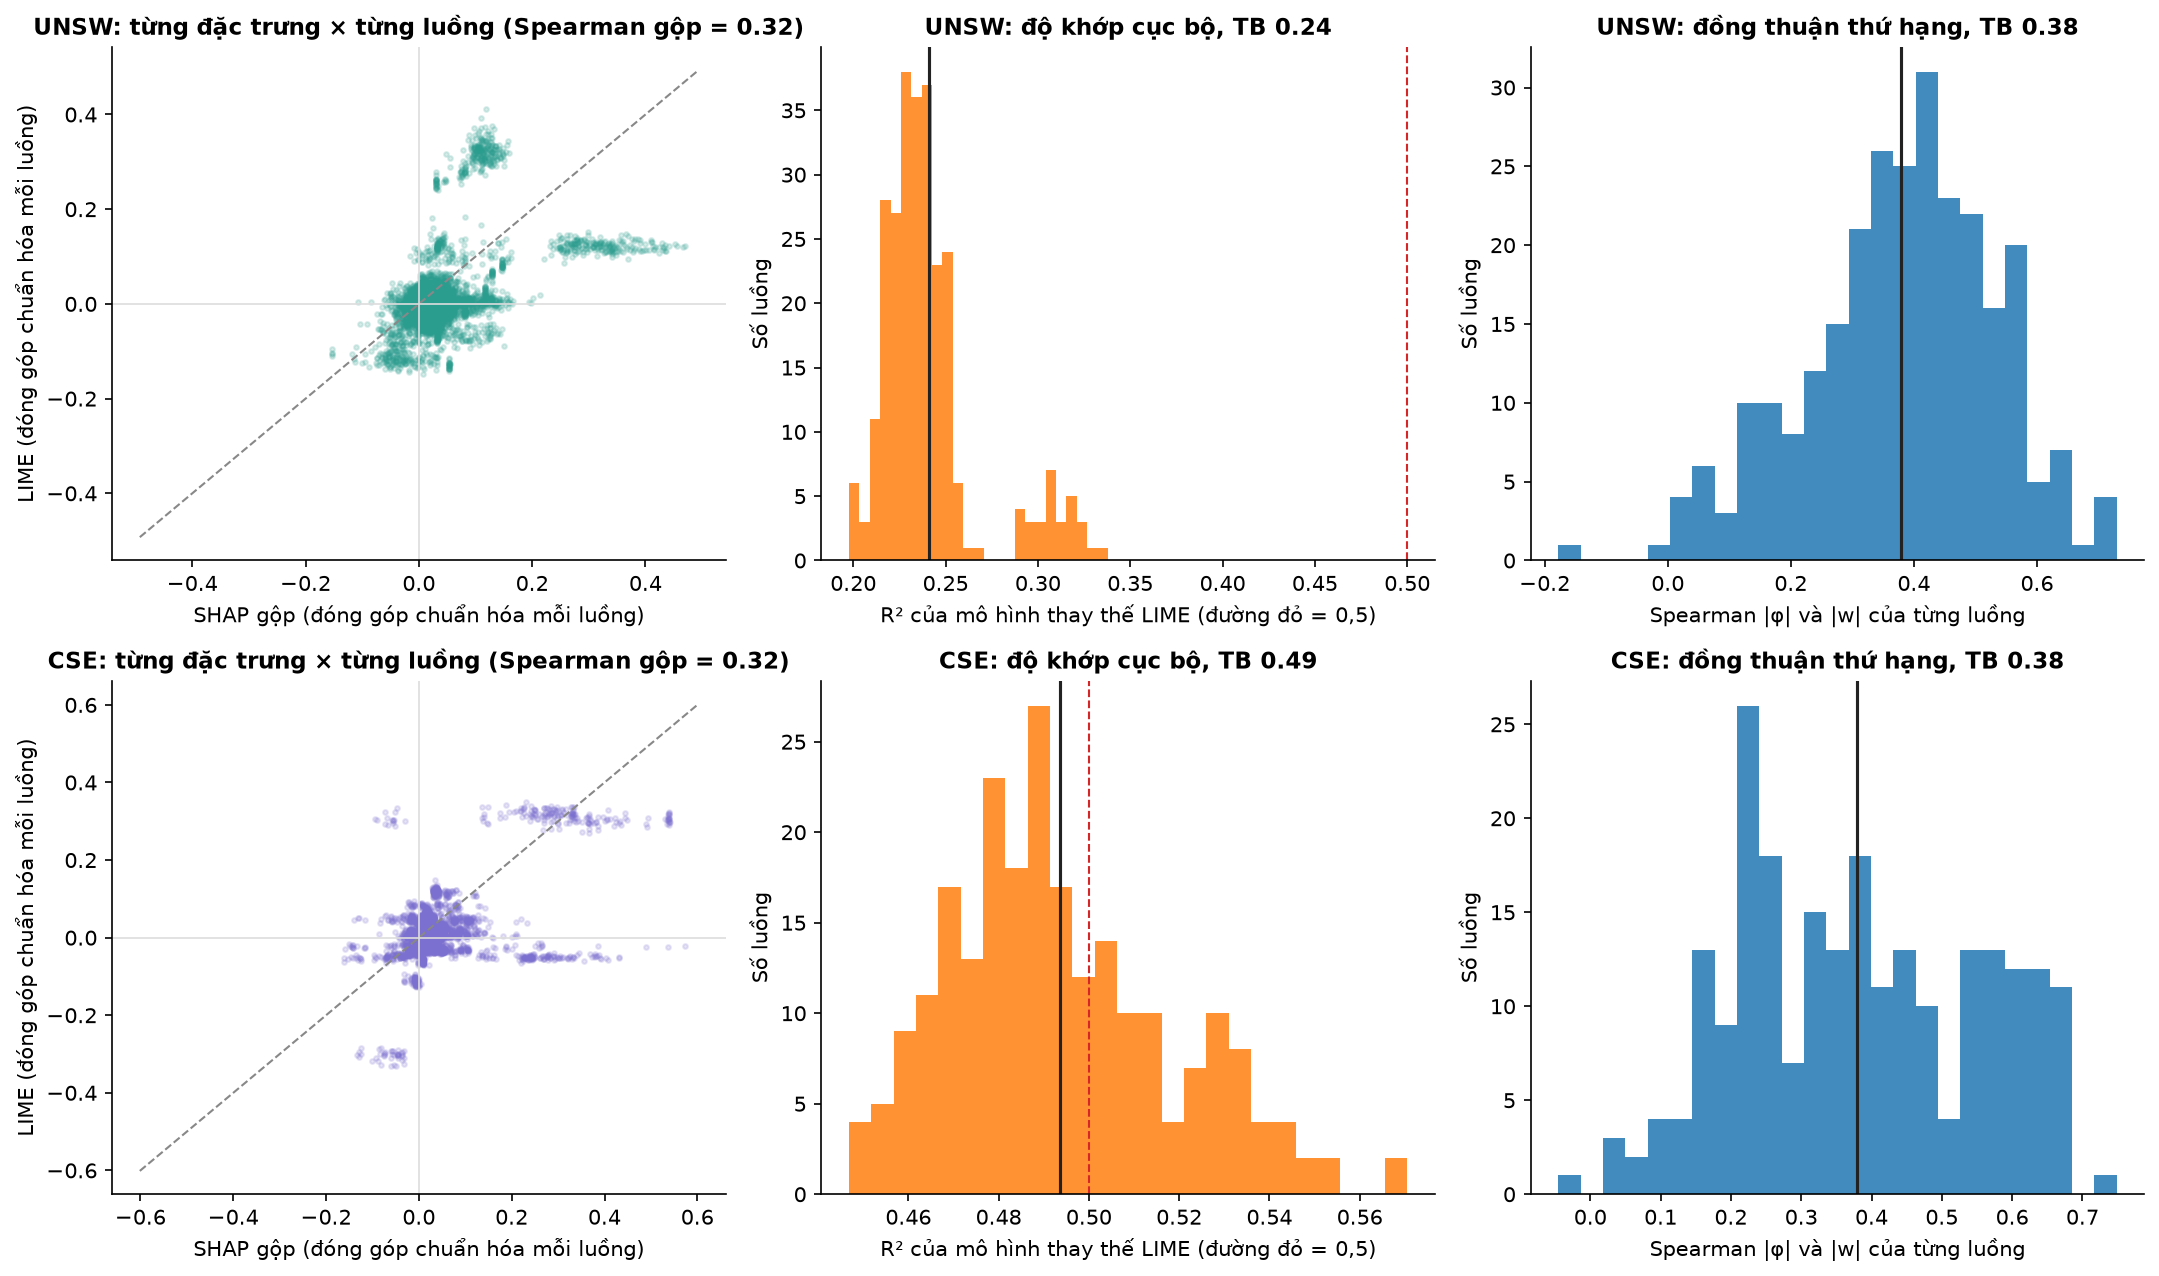 UNSW: từng đặc trưng × từng luồng (Spearman gộp = 0.32)
LIME (đóng góp chuẩn hóa mỗi luồng)
0.4
0.2
0.0
−0.2
−0.4
−0.4 −0.2 0.0 0.2 0.4
SHAP gộp (đóng góp chuẩn hóa mỗi luồng)
UNSW: độ khớp cục bộ, TB 0.24
Số luồng
35
30
25
20
15
10
5
0
0.20 0.25 0.30 0.35 0.40 0.45 0.50
R² của mô hình thay thế LIME (đường đỏ = 0,5)
UNSW: đồng thuận thứ hạng, TB 0.38
Số luồng
30
25
20
15
10
5
0
−0.2 0.0 0.2 0.4 0.6
Spearman |φ| và |w| của từng luồng
CSE: từng đặc trưng × từng luồng (Spearman gộp = 0.32)
LIME (đóng góp chuẩn hóa mỗi luồng)
0.6
0.4
0.2
0.0
−0.2
−0.4
−0.6
−0.6 −0.4 −0.2 0.0 0.2 0.4 0.6
SHAP gộp (đóng góp chuẩn hóa mỗi luồng)
CSE: độ khớp cục bộ, TB 0.49
Số luồng
25
20
15
10
5
0
0.46 0.48 0.50 0.52 0.54 0.56
R² của mô hình thay thế LIME (đường đỏ = 0,5)
CSE: đồng thuận thứ hạng, TB 0.38
Số luồng
25
20
15
10
5
0
0.0 0.1 0.2 0.3 0.4 0.5 0.6 0.7
Spearman |φ| và |w| của từng luồng